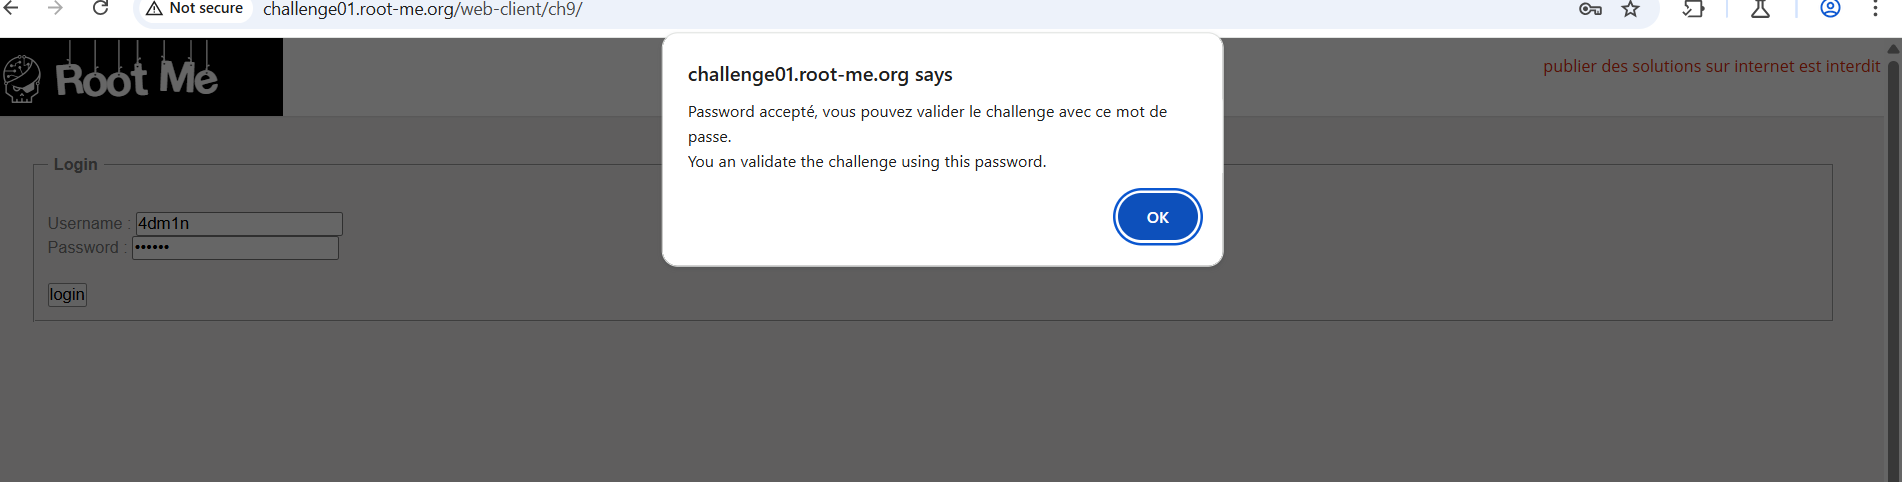 Not secure challenge01.root-me.org/web-client/ch9/
Root Me
publier des solutions sur internet est interdit
challenge01.root-me.org says
Password accepté, vous pouvez valider le challenge avec ce mot de
passe.
You an validate the challenge using this password.
OK
Login
Username : 4dm1n
Password : ••••••
login